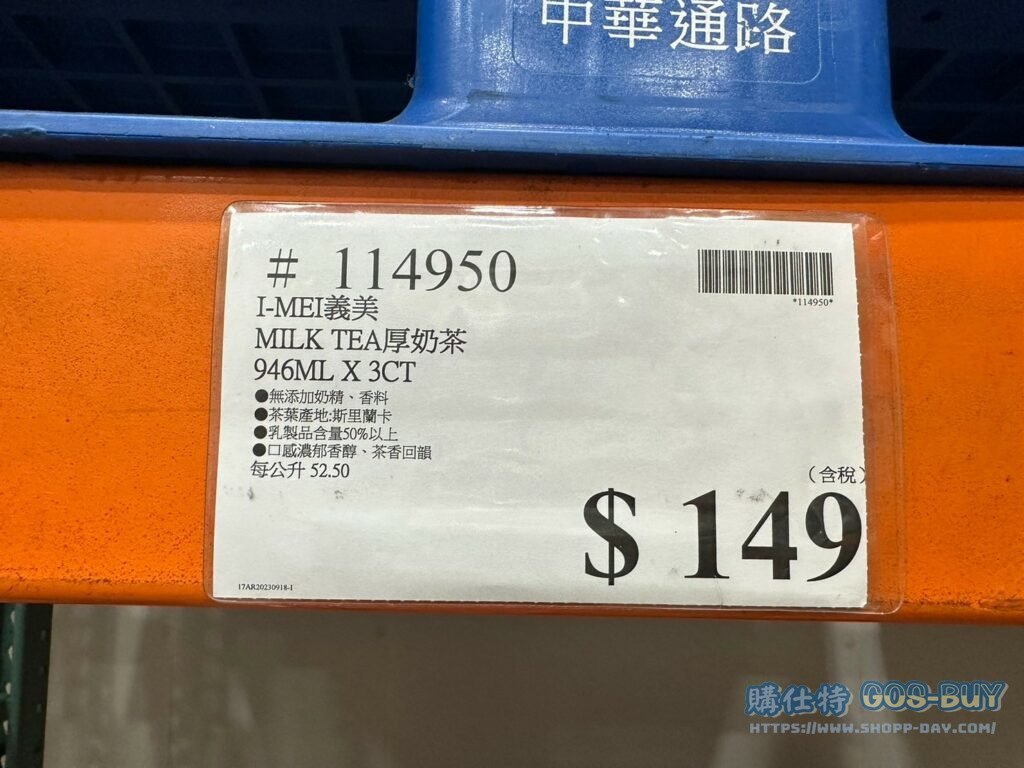 中華通路
# 114950
*114950*
I-MEI義美
MILK TEA厚奶茶
946ML X 3CT
●無添加奶精、香料
●茶葉產地:斯里蘭卡
●乳製品含量50%以上
●口感濃郁香醇、茶香回韻
每公升 52.50
(含稅)
$ 149
17AR20230918-1
購仕特 GOS-BUY
HTTPS://WWW.SHOPP-DAY.COM/